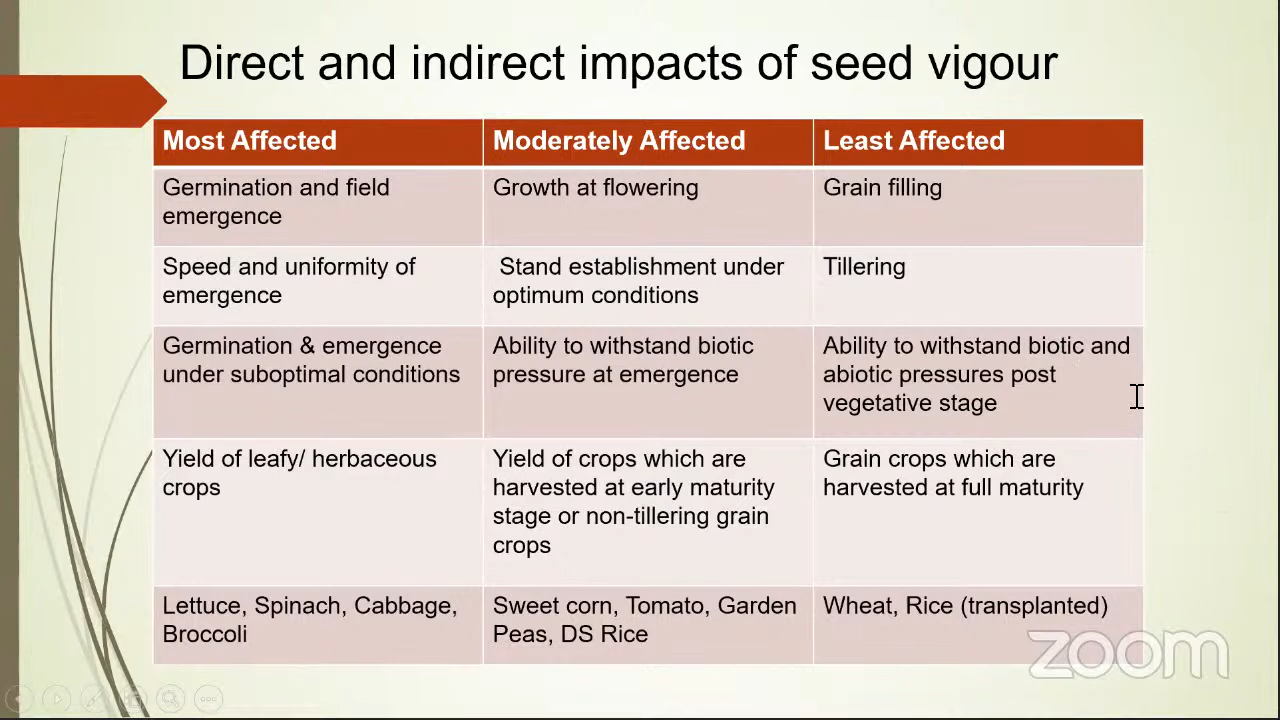 Direct and indirect impacts of seed vigour
Most Affected
Moderately Affected
Least Affected
Germination and field
emergence
Growth at flowering
Grain filling
Speed and uniformity of
emergence
Stand establishment under
optimum conditions
Tillering
Germination & emergence
under suboptimal conditions
Ability to withstand biotic
pressure at emergence
Ability to withstand biotic and
abiotic pressures post
vegetative stage
Yield of leafy/ herbaceous
crops
Yield of crops which are
harvested at early maturity
stage or non-tillering grain
crops
Grain crops which are
harvested at full maturity
Lettuce, Spinach, Cabbage,
Broccoli
Sweet corn, Tomato, Garden
Peas, DS Rice
Wheat, Rice (transplanted)
zoom